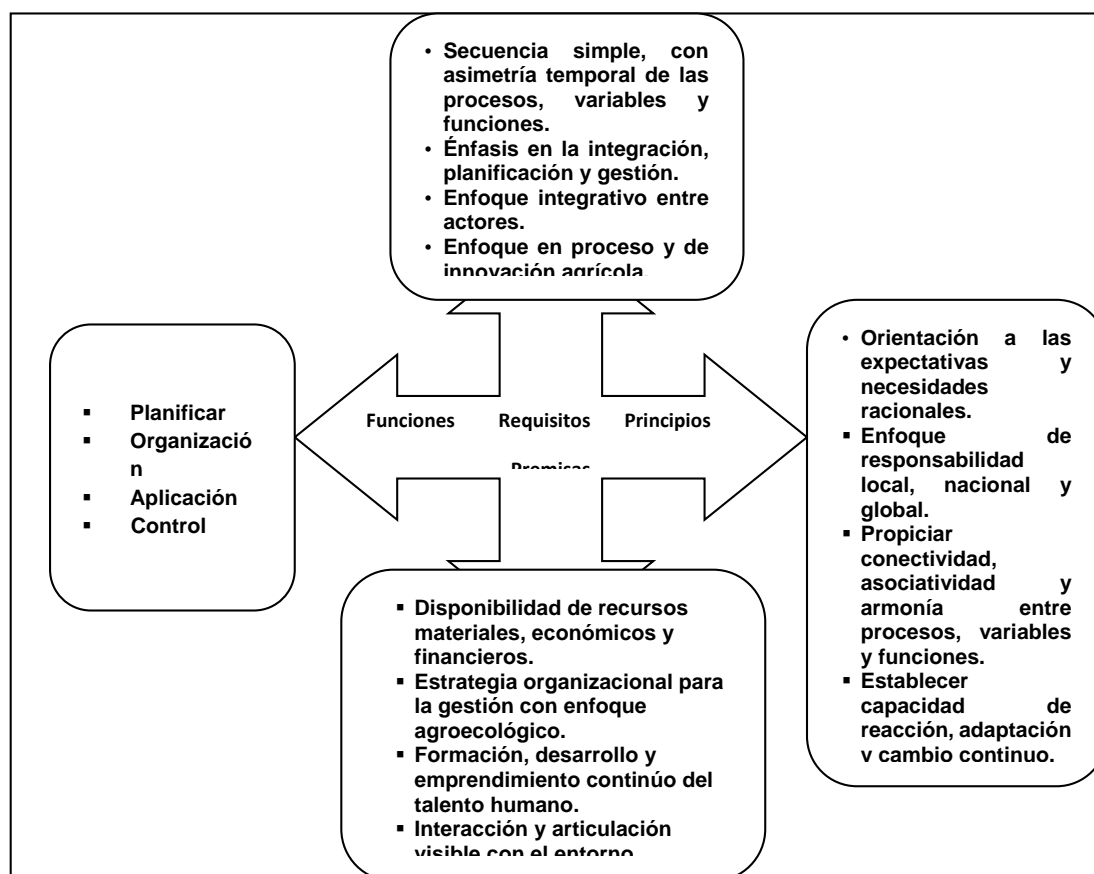 • Secuencia simple, con
asimetría temporal de las
procesos, variables y
funciones.
• Énfasis en la integración,
planificación y gestión.
• Enfoque integrativo entre
actores.
• Enfoque en proceso y de
innovación agrícola.
▪ Planificar
▪ Organizació
n
▪ Aplicación
▪ Control
Funciones Requisitos Principios
Premisas
• Orientación a las
expectativas y
necesidades
racionales.
▪ Enfoque de
responsabilidad
local, nacional y
global.
▪ Propiciar
conectividad,
asociatividad y
armonía entre
procesos, variables
y funciones.
▪ Establecer
capacidad de
reacción, adaptación
y cambio continuo.
▪ Disponibilidad de recursos
materiales, económicos y
financieros.
▪ Estrategia organizacional para
la gestión con enfoque
agroecológico.
▪ Formación, desarrollo y
emprendimiento continúo del
talento humano.
▪ Interacción y articulación
visible con el entorno